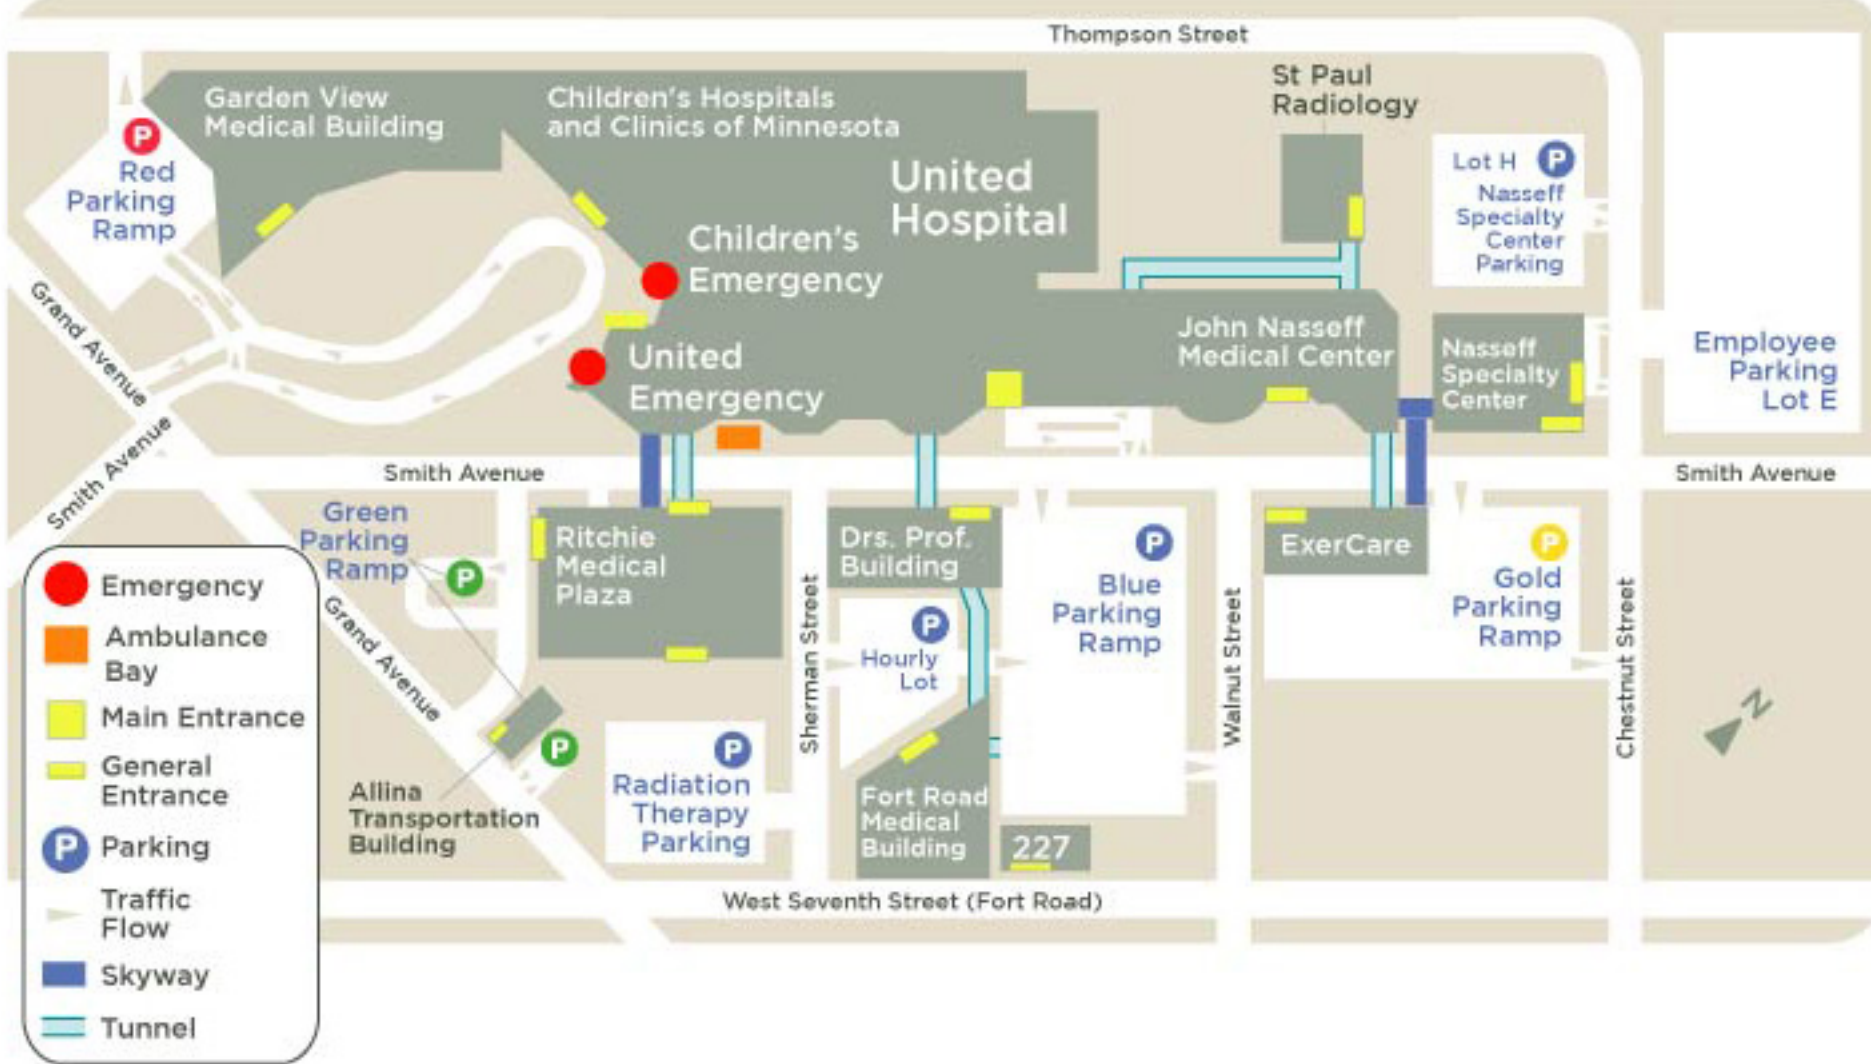 Thompson Street
Garden View
Medical Building
Children's Hospitals
and Clinics of Minnesota
St Paul
Radiology
P
Red
Parking
Ramp
United
Hospital
Lot H P
Nasseff
Specialty
Center
Parking
Children's
Emergency
Grand Avenue
John Nasseff
Medical Center
Nasseff
Specialty
Center
Employee
Parking
Lot E
United
Emergency
Smith Avenue
Smith Avenue
Smith Avenue
Green
Parking
Ramp
P
Ritchie
Medical
Plaza
Drs. Prof.
Building
P
Blue
Parking
Ramp
ExerCare
P
Gold
Parking
Ramp
Grand Avenue
Sherman Street
P
Hourly
Lot
Walnut Street
Chestnut Street
N
P
Allina
Transportation
Building
P
Radiation
Therapy
Parking
Fort Road
Medical
Building
227
West Seventh Street (Fort Road)
Emergency
Ambulance
Bay
Main Entrance
General
Entrance
P Parking
Traffic
Flow
Skyway
Tunnel